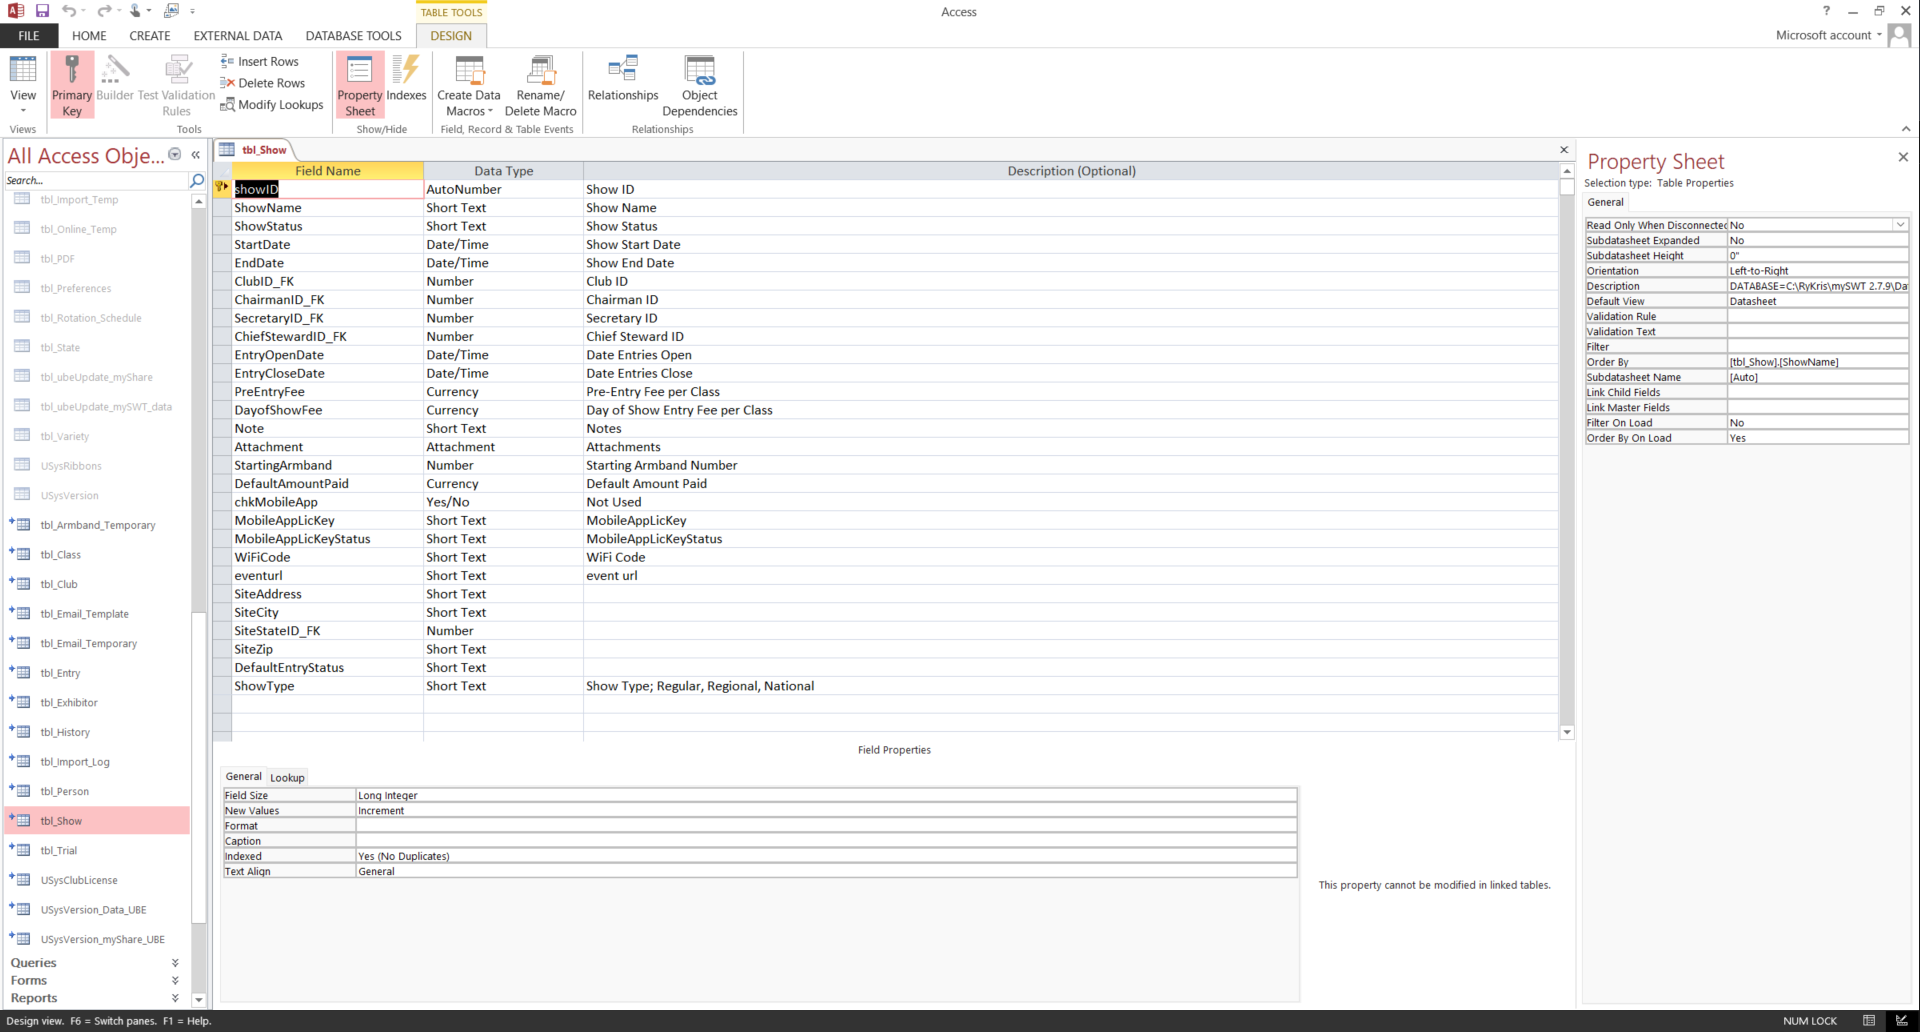 TABLE TOOLS
Access
?
FILE
HOME
CREATE
EXTERNAL DATA
DATABASE TOOLS
DESIGN
Microsoft account
View
Primary Key
Builder
Test Validation Rules
Insert Rows
Delete Rows
Modify Lookups
Property Sheet
Indexes
Create Data Macros
Rename/ Delete Macro
Relationships
Object Dependencies
Views
Tools
Show/Hide
Field, Record & Table Events
Relationships
All Access Obje...
Search...
tbl_Import_Temp
tbl_Online_Temp
tbl_PDF
tbl_Preferences
tbl_Rotation_Schedule
tbl_State
tbl_ubeUpdate_myShare
tbl_ubeUpdate_mySWT_data
tbl_Variety
USysRibbons
USysVersion
tbl_Armband_Temporary
tbl_Class
tbl_Club
tbl_Email_Template
tbl_Email_Temporary
tbl_Entry
tbl_Exhibitor
tbl_History
tbl_Import_Log
tbl_Person
tbl_Show
tbl_Trial
USysClubLicense
USysVersion_Data_UBE
USysVersion_myShare_UBE
Queries
Forms
Reports
tbl_Show
Field Name Data Type Description (Optional)
showID AutoNumber Show ID
ShowName Short Text Show Name
ShowStatus Short Text Show Status
StartDate Date/Time Show Start Date
EndDate Date/Time Show End Date
ClubID_FK Number Club ID
ChairmanID_FK Number Chairman ID
SecretaryID_FK Number Secretary ID
ChiefStewardID_FK Number Chief Steward ID
EntryOpenDate Date/Time Date Entries Open
EntryCloseDate Date/Time Date Entries Close
PreEntryFee Currency Pre-Entry Fee per Class
DayofShowFee Currency Day of Show Entry Fee per Class
Note Short Text Notes
Attachment Attachment Attachments
StartingArmband Number Starting Armband Number
DefaultAmountPaid Currency Default Amount Paid
chkMobileApp Yes/No Not Used
MobileAppLicKey Short Text MobileAppLicKey
MobileAppLicKeyStatus Short Text MobileAppLicKeyStatus
WiFiCode Short Text WiFi Code
eventurl Short Text event url
SiteAddress Short Text
SiteCity Short Text
SiteStateID_FK Number
SiteZip Short Text
DefaultEntryStatus Short Text
ShowType Short Text Show Type; Regular, Regional, National
Field Properties
General Lookup
Field Size Long Integer
New Values Increment
Format
Caption
Indexed Yes (No Duplicates)
Text Align General
This property cannot be modified in linked tables.
Property Sheet
Selection type: Table Properties
General
Read Only When Disconnected No
Subdatasheet Expanded No
Subdatasheet Height 0"
Orientation Left-to-Right
Description DATABASE=C:\RyKris\mySWT 2.7.9\Da
Default View Datasheet
Validation Rule
Validation Text
Filter
Order By [tbl_Show].[ShowName]
Subdatasheet Name [Auto]
Link Child Fields
Link Master Fields
Filter On Load No
Order By On Load Yes
Design view. F6 = Switch panes. F1 = Help.
NUM LOCK